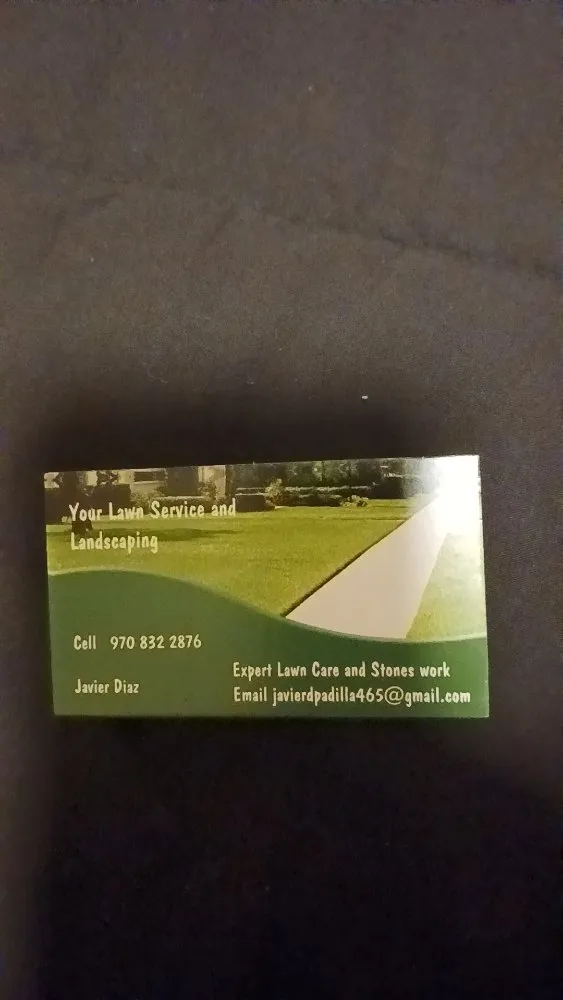 Your Lawn Service and
Landscaping
Cell 970 832 2876
Javier Diaz
Expert Lawn Care and Stones work
Email javierdpadilla465@gmail.com